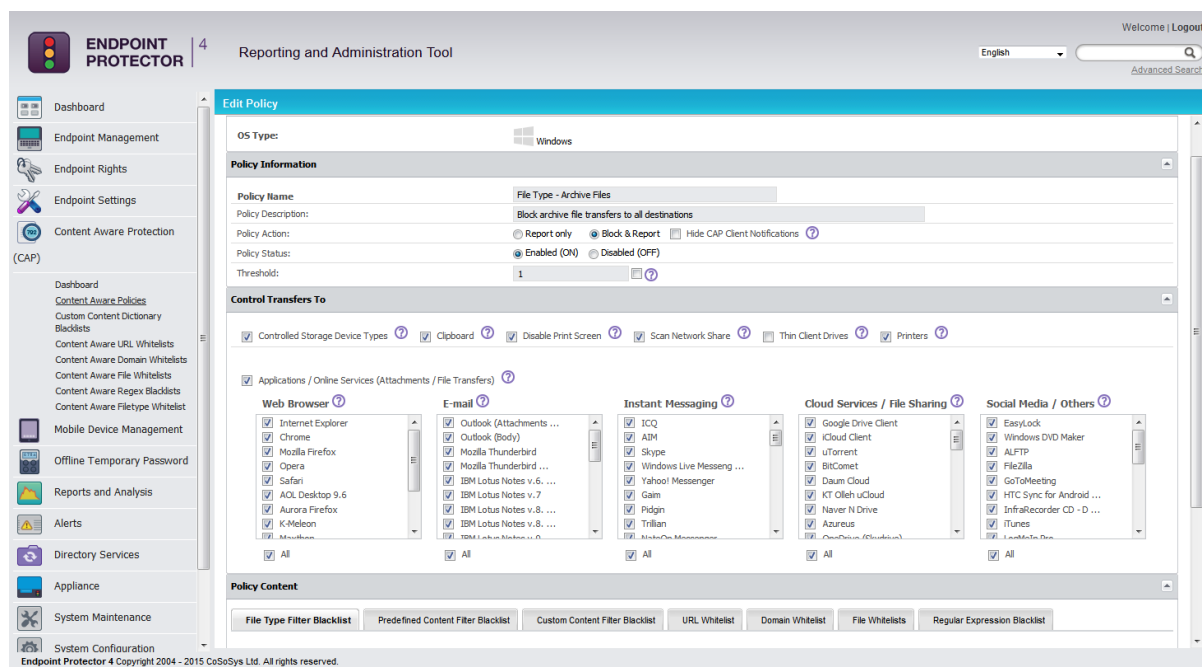 Welcome | Logout
ENDPOINT PROTECTOR 4
Reporting and Administration Tool
English
Advanced Search
Dashboard
Endpoint Management
Endpoint Rights
Endpoint Settings
Content Aware Protection
(CAP)
Dashboard
Content Aware Policies
Custom Content Dictionary
Blacklists
Content Aware URL Whitelists
Content Aware Domain Whitelists
Content Aware File Whitelists
Content Aware Regex Blacklists
Content Aware Filetype Whitelist
Mobile Device Management
Offline Temporary Password
Reports and Analysis
Alerts
Directory Services
Appliance
System Maintenance
System Configuration
Edit Policy
OS Type: Windows
Policy Information
Policy Name File Type - Archive Files
Policy Description: Block archive file transfers to all destinations
Policy Action: Report only Block & Report Hide CAP Client Notifications ?
Policy Status: Enabled (ON) Disabled (OFF)
Threshold: 1 ?
Control Transfers To
Controlled Storage Device Types ? Clipboard ? Disable Print Screen ? Scan Network Share ? Thin Client Drives ? Printers ?
Applications / Online Services (Attachments / File Transfers) ?
Web Browser ?
Internet Explorer
Chrome
Mozilla Firefox
Opera
Safari
AOL Desktop 9.6
Aurora Firefox
K-Meleon
Maxthon
All
E-mail ?
Outlook (Attachments ...
Outlook (Body)
Mozilla Thunderbird
Mozilla Thunderbird ...
IBM Lotus Notes v.6. ...
IBM Lotus Notes v.7
IBM Lotus Notes v.8. ...
IBM Lotus Notes v.8. ...
IBM Lotus Notes v.9
All
Instant Messaging ?
ICQ
AIM
Skype
Windows Live Messeng ...
Yahoo! Messenger
Gaim
Pidgin
Trillian
NateOn Messenger
All
Cloud Services / File Sharing ?
Google Drive Client
iCloud Client
uTorrent
BitComet
Daum Cloud
KT Olleh uCloud
Naver N Drive
Azureus
OneDrive (Skydrive)
All
Social Media / Others ?
EasyLock
Windows DVD Maker
ALFTP
FileZilla
GoToMeeting
HTC Sync for Android ...
InfraRecorder CD - D ...
iTunes
LogMeIn Pro
All
Policy Content
File Type Filter Blacklist Predefined Content Filter Blacklist Custom Content Filter Blacklist URL Whitelist Domain Whitelist File Whitelists Regular Expression Blacklist
Endpoint Protector 4 Copyright 2004 - 2015 CoSoSys Ltd. All rights reserved.